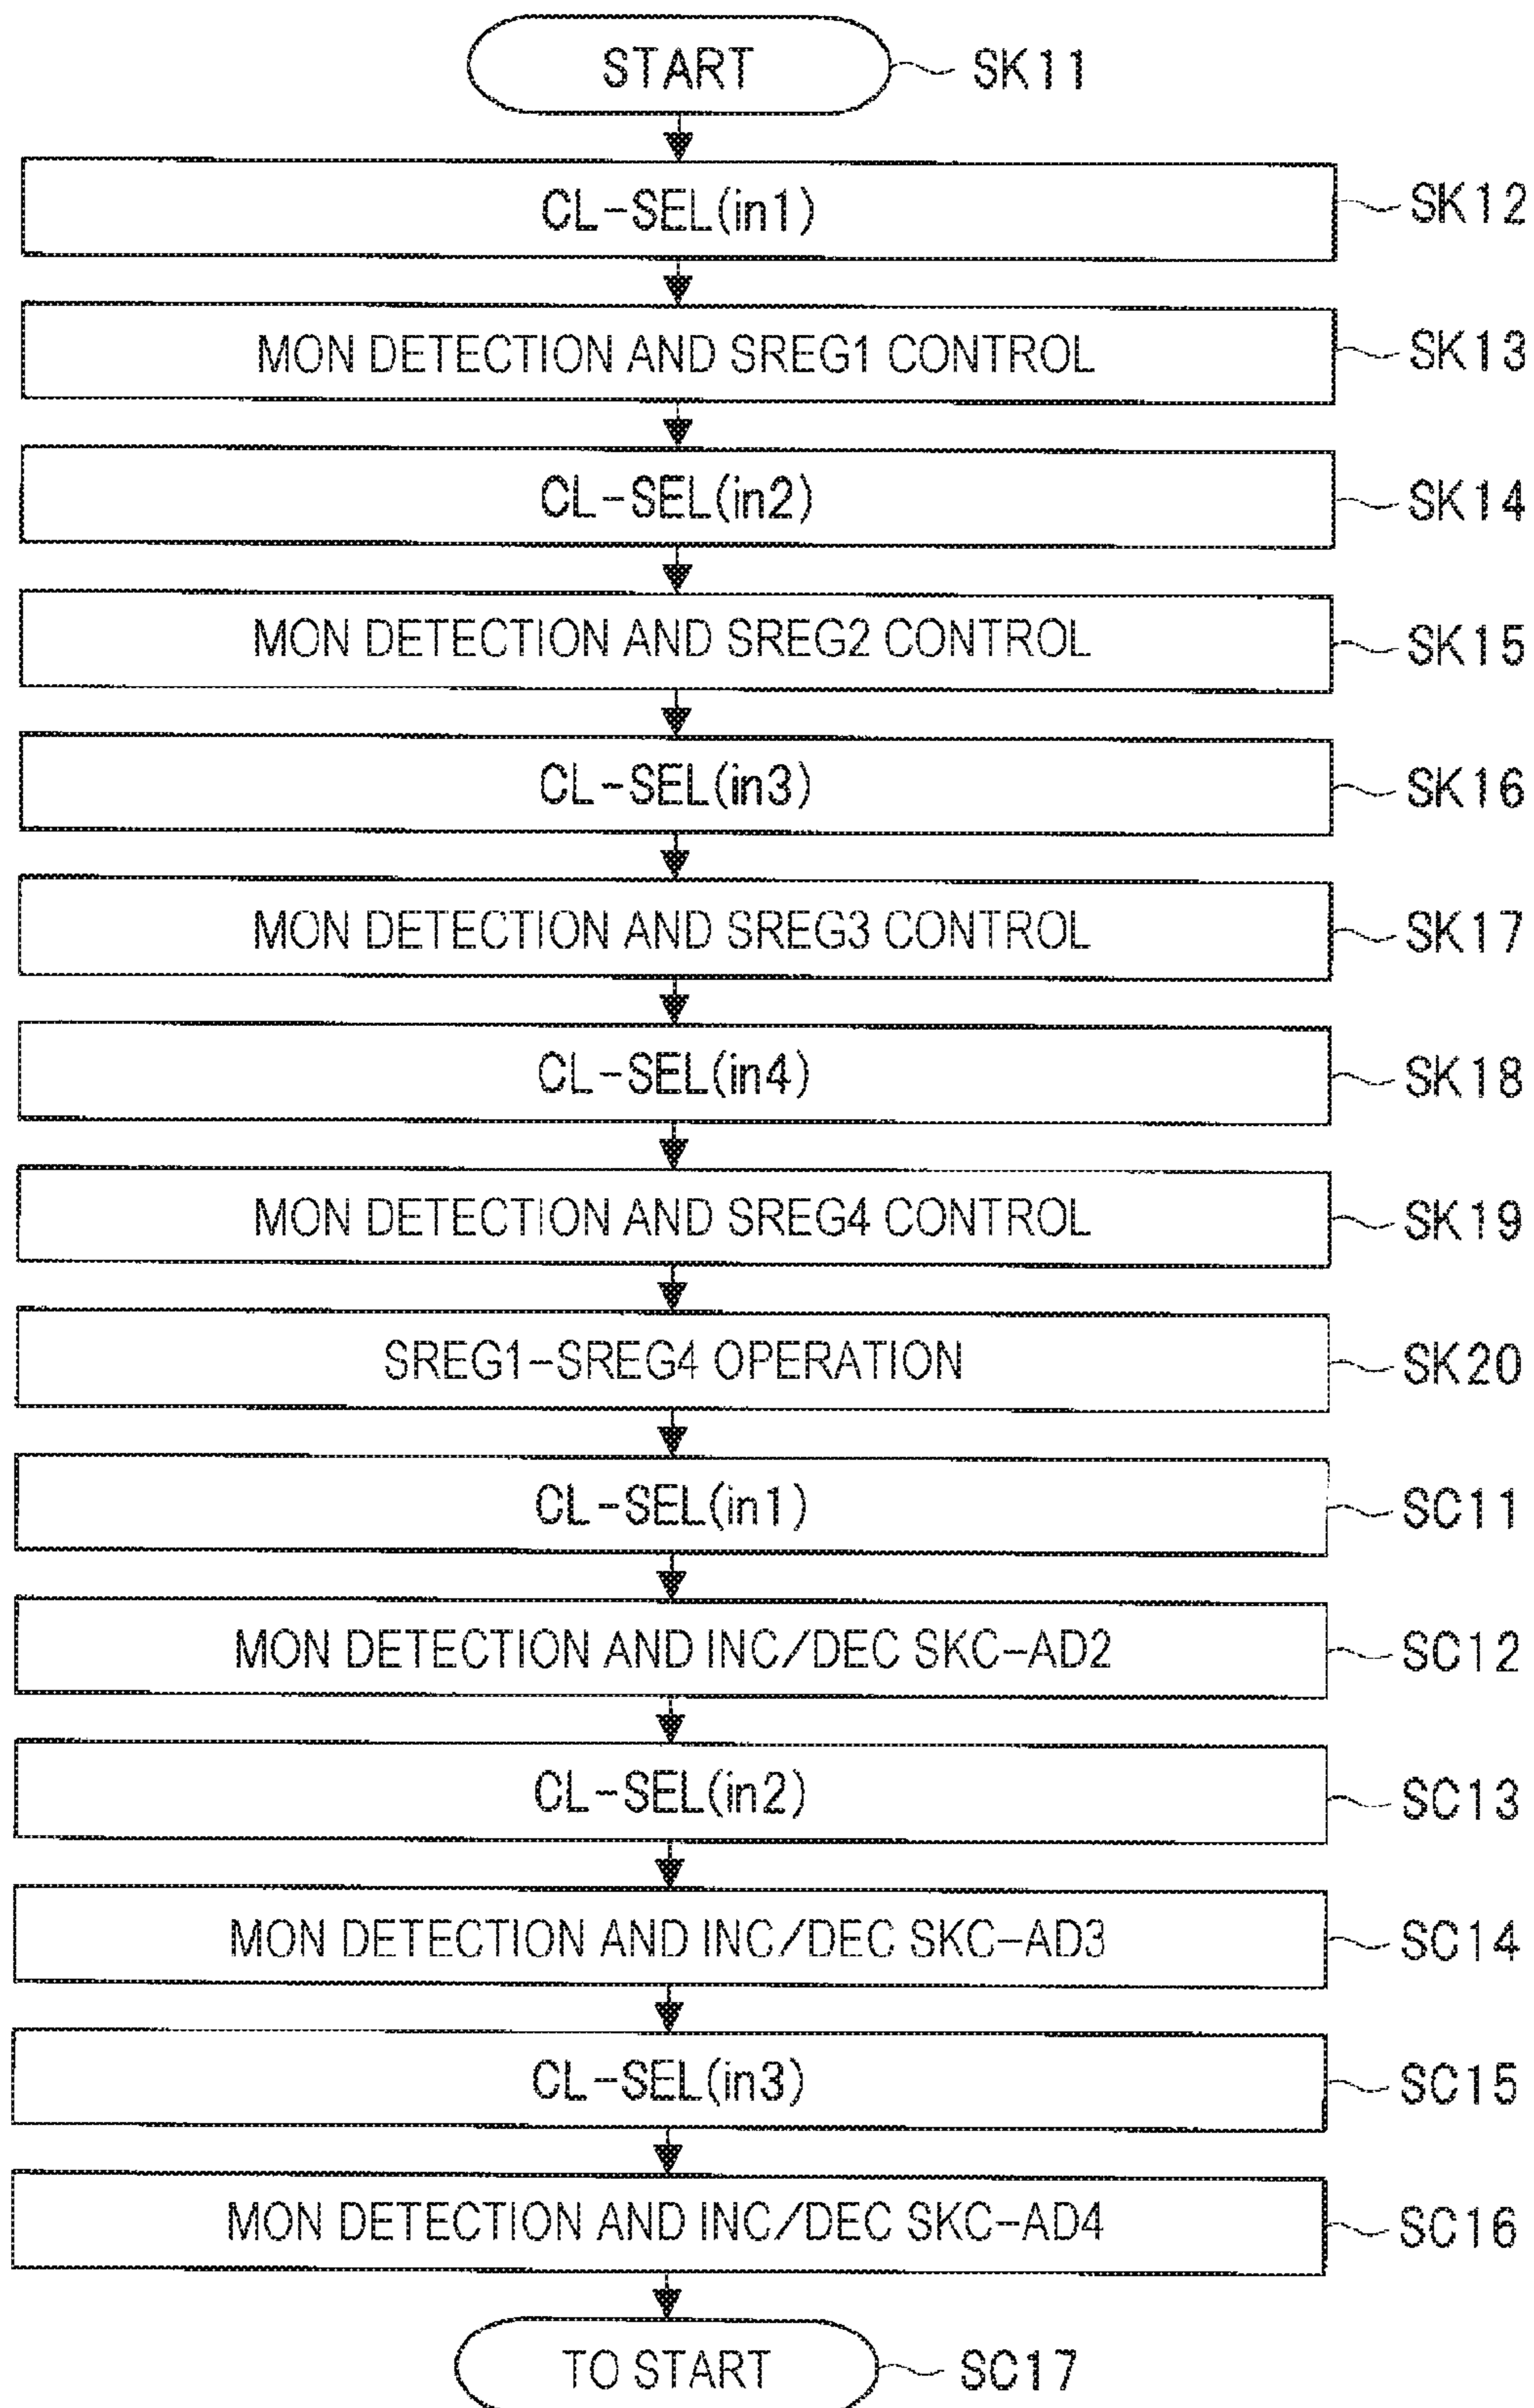 START SK11
CL-SEL(in1) SK12
MON DETECTION AND SREG1 CONTROL SK13
CL-SEL(in2) SK14
MON DETECTION AND SREG2 CONTROL SK15
CL-SEL(in3) SK16
MON DETECTION AND SREG3 CONTROL SK17
CL-SEL(in4) SK18
MON DETECTION AND SREG4 CONTROL SK19
SREG1-SREG4 OPERATION SK20
CL-SEL(in1) SC11
MON DETECTION AND INC/DEC SKC-AD2 SC12
CL-SEL(in2) SC13
MON DETECTION AND INC/DEC SKC-AD3 SC14
CL-SEL(in3) SC15
MON DETECTION AND INC/DEC SKC-AD4 SC16
TO START SC17